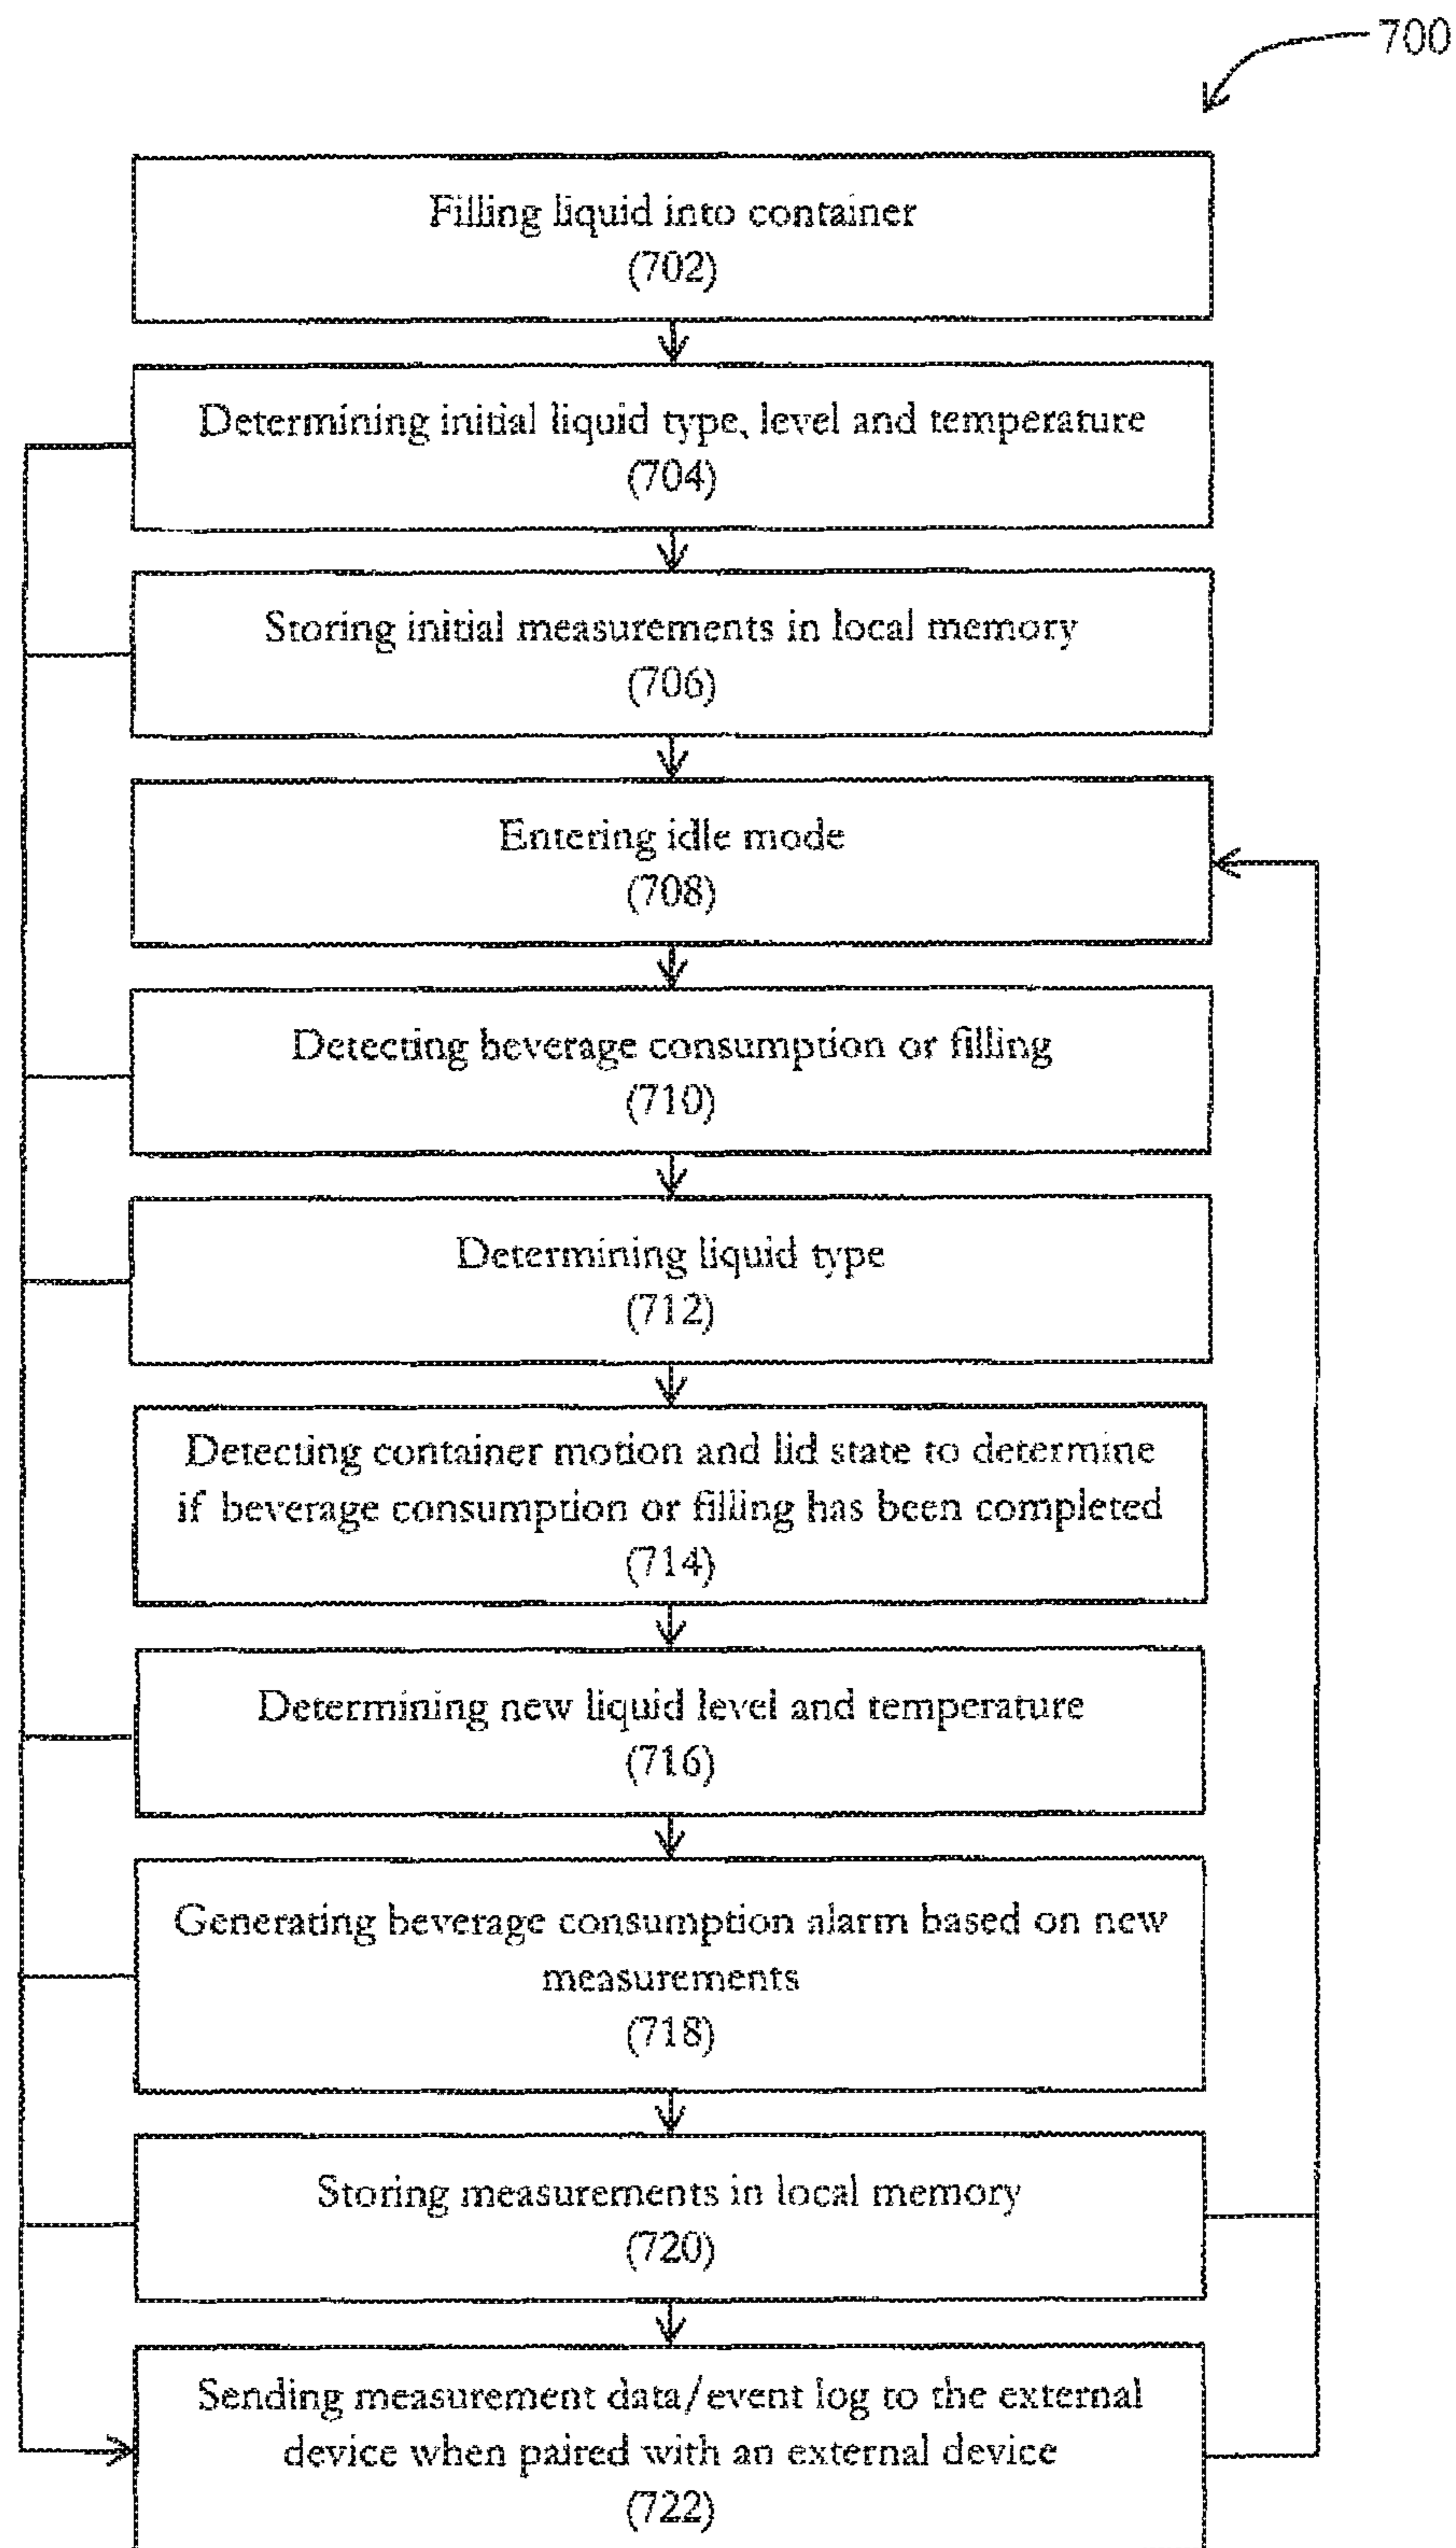 700
Filling liquid into container
(702)
Determining initial liquid type, level and temperature
(704)
Storing initial measurements in local memory
(706)
Entering idle mode
(708)
Detecting beverage consumption or filling
(710)
Determining liquid type
(712)
Detecting container motion and lid state to determine
if beverage consumption or filling has been completed
(714)
Determining new liquid level and temperature
(716)
Generating beverage consumption alarm based on new
measurements
(718)
Storing measurements in local memory
(720)
Sending measurement data/event log to the external
device when paired with an external device
(722)